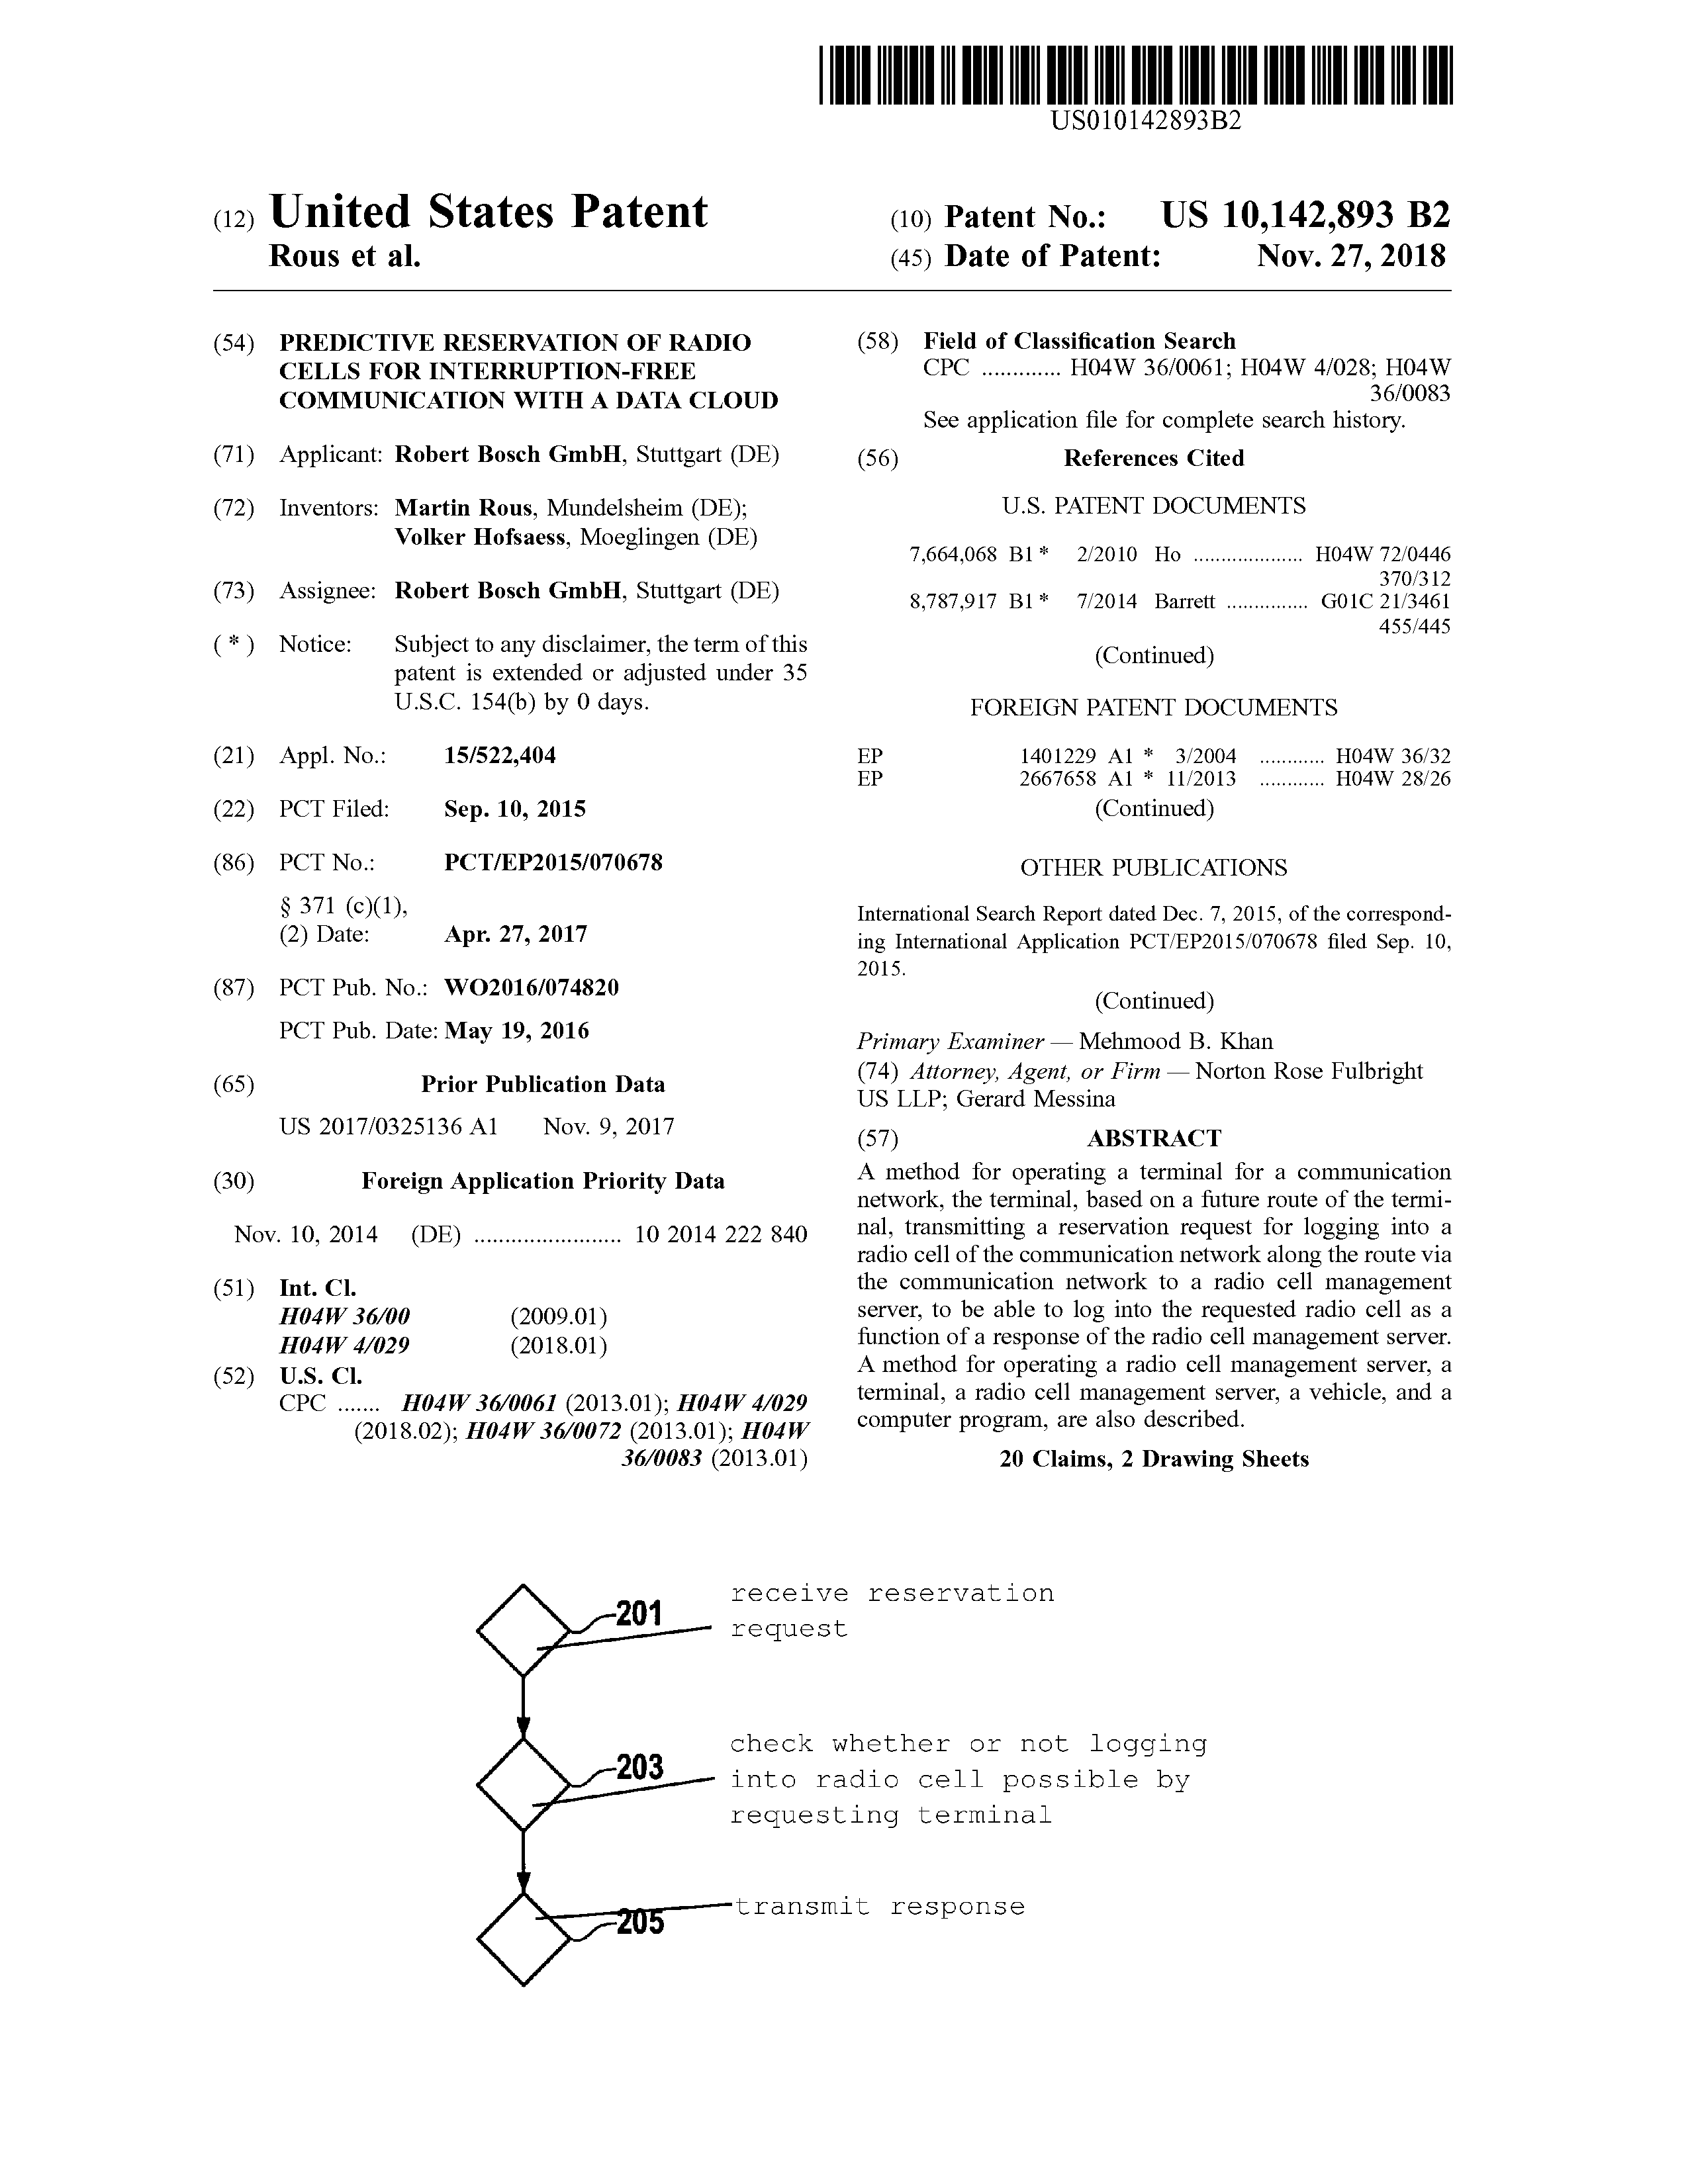 US010142893B2
(12) United States Patent
Rous et al.
(10) Patent No.: US 10,142,893 B2
(45) Date of Patent: Nov. 27, 2018
(54) PREDICTIVE RESERVATION OF RADIO
CELLS FOR INTERRUPTION-FREE
COMMUNICATION WITH A DATA CLOUD
(71) Applicant: Robert Bosch GmbH, Stuttgart (DE)
(72) Inventors: Martin Rous, Mundelsheim (DE);
Volker Hofsaess, Moeglingen (DE)
(73) Assignee: Robert Bosch GmbH, Stuttgart (DE)
( * ) Notice: Subject to any disclaimer, the term of this
patent is extended or adjusted under 35
U.S.C. 154(b) by 0 days.
(21) Appl. No.: 15/522,404
(22) PCT Filed: Sep. 10, 2015
(86) PCT No.: PCT/EP2015/070678
§ 371 (c)(1),
(2) Date: Apr. 27, 2017
(87) PCT Pub. No.: WO2016/074820
PCT Pub. Date: May 19, 2016
(65) Prior Publication Data
US 2017/0325136 A1 Nov. 9, 2017
(30) Foreign Application Priority Data
Nov. 10, 2014 (DE) ........................ 10 2014 222 840
(51) Int. Cl.
H04W 36/00 (2009.01)
H04W 4/029 (2018.01)
(52) U.S. Cl.
CPC ....... H04W 36/0061 (2013.01); H04W 4/029
(2018.02); H04W 36/0072 (2013.01); H04W
36/0083 (2013.01)
(58) Field of Classification Search
CPC ............. H04W 36/0061; H04W 4/028; H04W
36/0083
See application file for complete search history.
(56) References Cited
U.S. PATENT DOCUMENTS
7,664,068 B1 * 2/2010 Ho .................... H04W 72/0446
370/312
8,787,917 B1 * 7/2014 Barrett ............... G01C 21/3461
455/445
(Continued)
FOREIGN PATENT DOCUMENTS
EP 1401229 A1 * 3/2004 ............ H04W 36/32
EP 2667658 A1 * 11/2013 ............ H04W 28/26
(Continued)
OTHER PUBLICATIONS
International Search Report dated Dec. 7, 2015, of the correspond-
ing International Application PCT/EP2015/070678 filed Sep. 10,
2015.
(Continued)
Primary Examiner — Mehmood B. Khan
(74) Attorney, Agent, or Firm — Norton Rose Fulbright
US LLP; Gerard Messina
(57) ABSTRACT
A method for operating a terminal for a communication
network, the terminal, based on a future route of the termi-
nal, transmitting a reservation request for logging into a
radio cell of the communication network along the route via
the communication network to a radio cell management
server, to be able to log into the requested radio cell as a
function of a response of the radio cell management server.
A method for operating a radio cell management server, a
terminal, a radio cell management server, a vehicle, and a
computer program, are also described.
20 Claims, 2 Drawing Sheets
201 receive reservation
request
203 check whether or not logging
into radio cell possible by
requesting terminal
205 transmit response